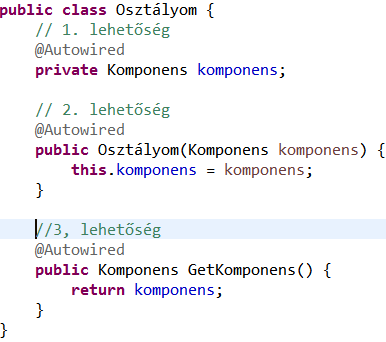 public class Osztályom {
// 1. lehetőség
@Autowired
private Komponens komponens;
// 2. lehetőség
@Autowired
public Osztályom(Komponens komponens) {
this.komponens = komponens;
}
//3, lehetőség
@Autowired
public Komponens GetKomponens() {
return komponens;
}
}